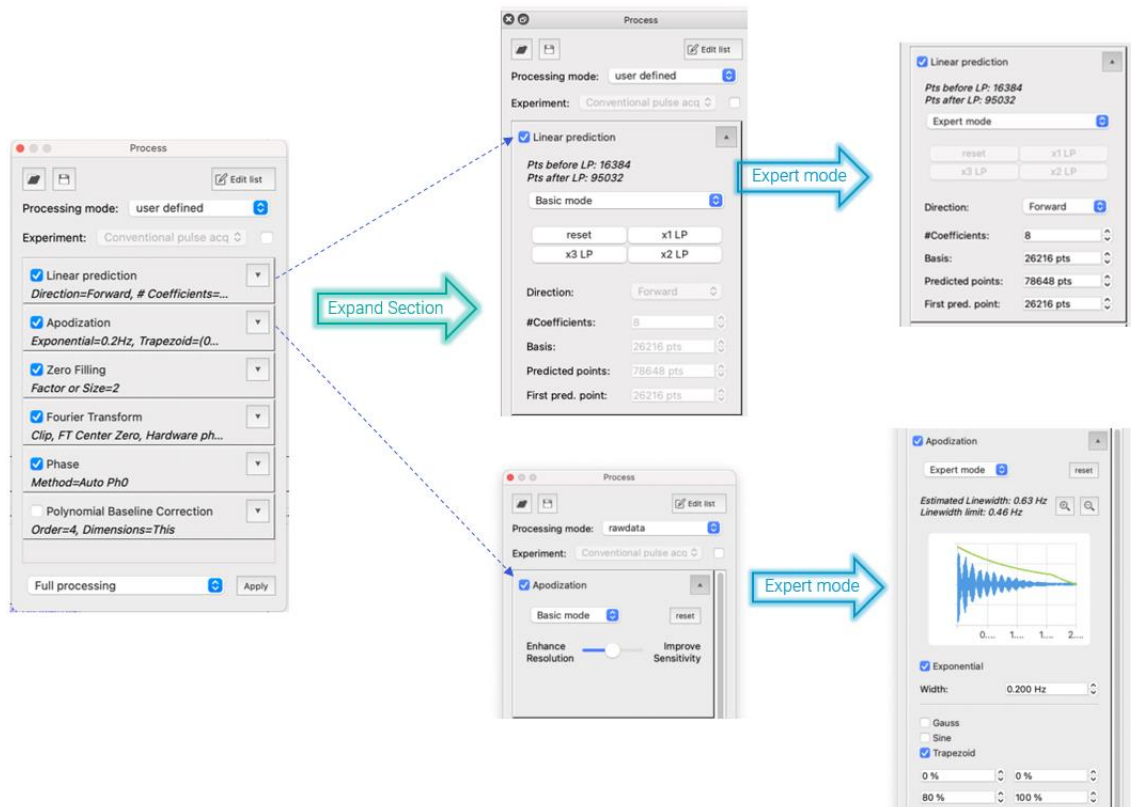 Process
Edit list
Processing mode: user defined
Experiment: Conventional pulse acq
Linear prediction
Direction=Forward, # Coefficients=...
Apodization
Exponential=0.2Hz, Trapezoid=(0...
Zero Filling
Factor or Size=2
Fourier Transform
Clip, FT Center Zero, Hardware ph...
Phase
Method=Auto Ph0
Polynomial Baseline Correction
Order=4, Dimensions=This
Full processing
Apply
Expand Section
Process
Edit list
Processing mode: user defined
Experiment: Conventional pulse acq
Linear prediction
Pts before LP: 16384
Pts after LP: 95032
Basic mode
reset x1 LP
x3 LP x2 LP
Direction: Forward
#Coefficients: 8
Basis: 26216 pts
Predicted points: 78648 pts
First pred. point: 26216 pts
Expert mode
Linear prediction
Pts before LP: 16384
Pts after LP: 95032
Expert mode
reset x1 LP
x3 LP x2 LP
Direction: Forward
#Coefficients: 8
Basis: 26216 pts
Predicted points: 78648 pts
First pred. point: 26216 pts
Process
Edit list
Processing mode: rawdata
Experiment: Conventional pulse acq
Apodization
Basic mode reset
Enhance Improve
Resolution Sensitivity
Expert mode
Apodization
Expert mode reset
Estimated Linewidth: 0.63 Hz
Linewidth limit: 0.46 Hz
0.... 1.... 1.... 2....
Exponential
Width: 0.200 Hz
Gauss
Sine
Trapezoid
0 % 0 %
80 % 100 %